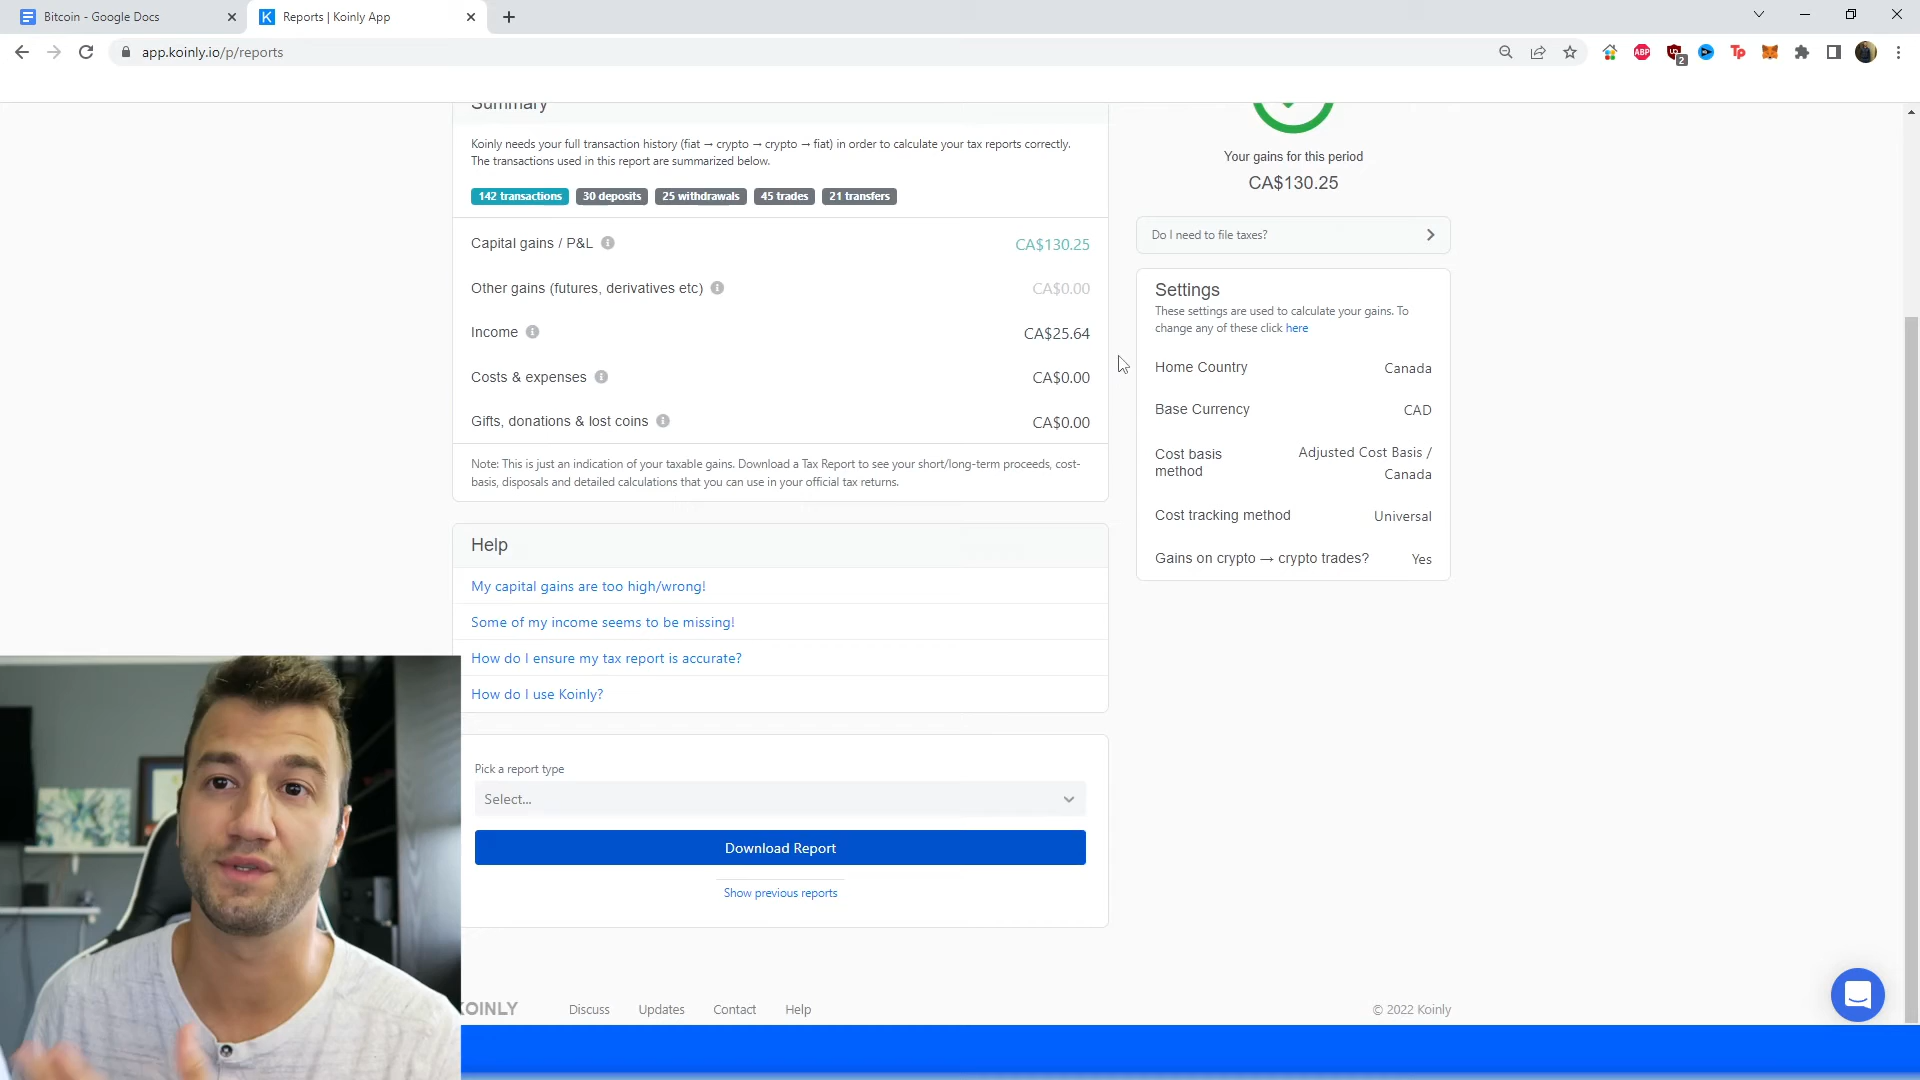 Bitcoin - Google Docs
Reports | Koinly App
app.koinly.io/p/reports
ABP
2
Tp
Summary
Koinly needs your full transaction history (fiat → crypto → crypto → fiat) in order to calculate your tax reports correctly.
The transactions used in this report are summarized below.
142 transactions 30 deposits 25 withdrawals 45 trades 21 transfers
Capital gains / P&L CA$130.25
Other gains (futures, derivatives etc) CA$0.00
Income CA$25.64
Costs & expenses CA$0.00
Gifts, donations & lost coins CA$0.00
Note: This is just an indication of your taxable gains. Download a Tax Report to see your short/long-term proceeds, cost-
basis, disposals and detailed calculations that you can use in your official tax returns.
Help
My capital gains are too high/wrong!
Some of my income seems to be missing!
How do I ensure my tax report is accurate?
How do I use Koinly?
Pick a report type
Select...
Download Report
Show previous reports
Your gains for this period
CA$130.25
Do I need to file taxes?
Settings
These settings are used to calculate your gains. To
change any of these click here
Home Country Canada
Base Currency CAD
Cost basis
method
Adjusted Cost Basis /
Canada
Cost tracking method Universal
Gains on crypto → crypto trades? Yes
KOINLY Discuss Updates Contact Help
© 2022 Koinly